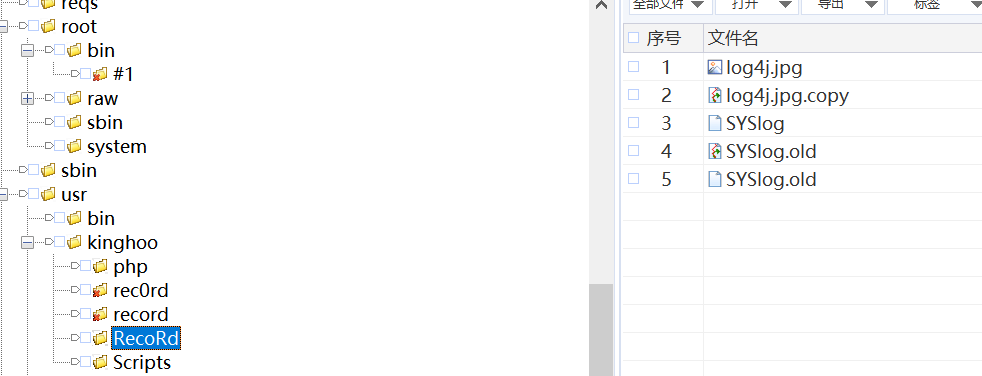 reqs
root
bin
#1
raw
sbin
system
sbin
usr
bin
kinghoo
php
rec0rd
record
RecoRd
Scripts
全部文件 打开 导出 标签
序号 文件名
1 log4j.jpg
2 log4j.jpg.copy
3 SYSlog
4 SYSlog.old
5 SYSlog.old